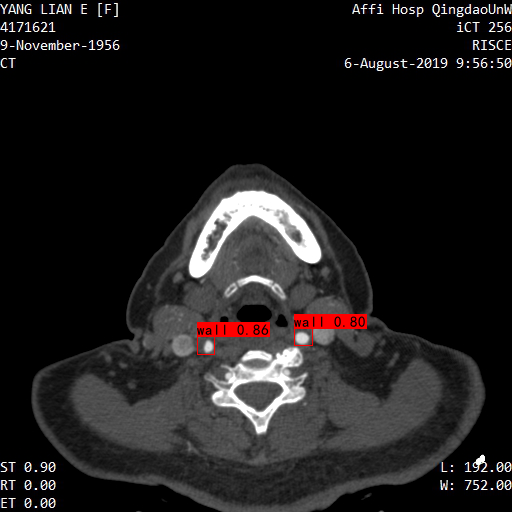 YANG LIAN E [F]
4171621
9-November-1956
CT
Affi Hosp QingdaoUnW
iCT 256
RISCE
6-August-2019 9:56:50
wall 0.86
wall 0.80
ST 0.90
RT 0.00
ET 0.00
L: 192.00
W: 752.00